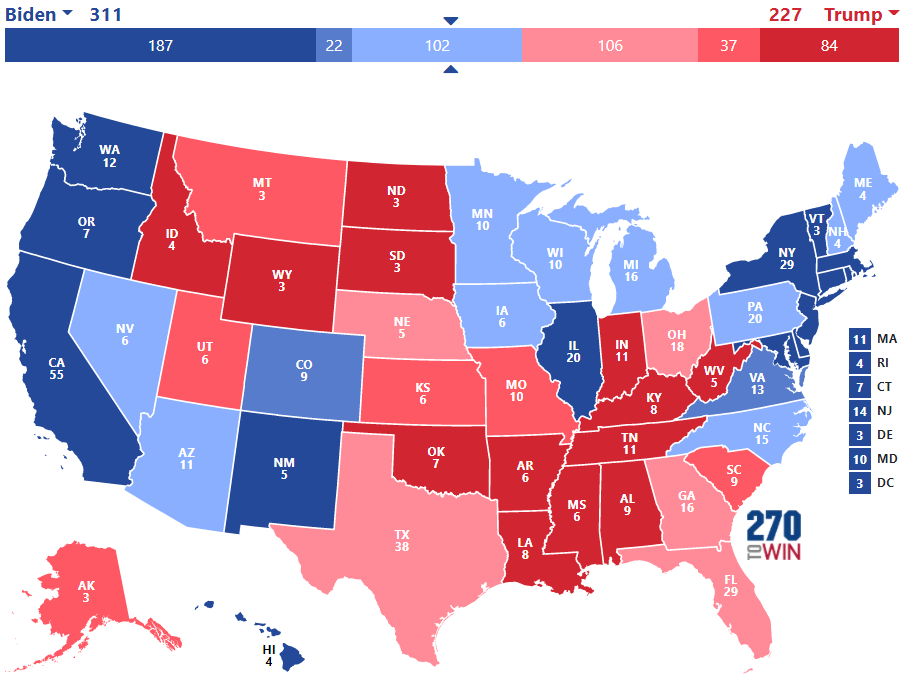 Biden 311
227 Trump
187 22 102 106 37 84
WA
12
OR
7
CA
55
NV
6
ID
4
MT
3
WY
3
UT
6
AZ
11
CO
9
NM
5
ND
3
SD
3
NE
5
KS
6
OK
7
TX
38
MN
10
IA
6
MO
10
AR
6
LA
8
WI
10
IL
20
MI
16
IN
11
OH
18
KY
8
TN
11
MS
6
AL
9
GA
16
FL
29
SC
9
NC
15
VA
13
WV
5
PA
20
NY
29
VT
3
NH
4
ME
4
11 MA
4 RI
7 CT
14 NJ
3 DE
10 MD
3 DC
AK
3
HI
4
270
TO WIN